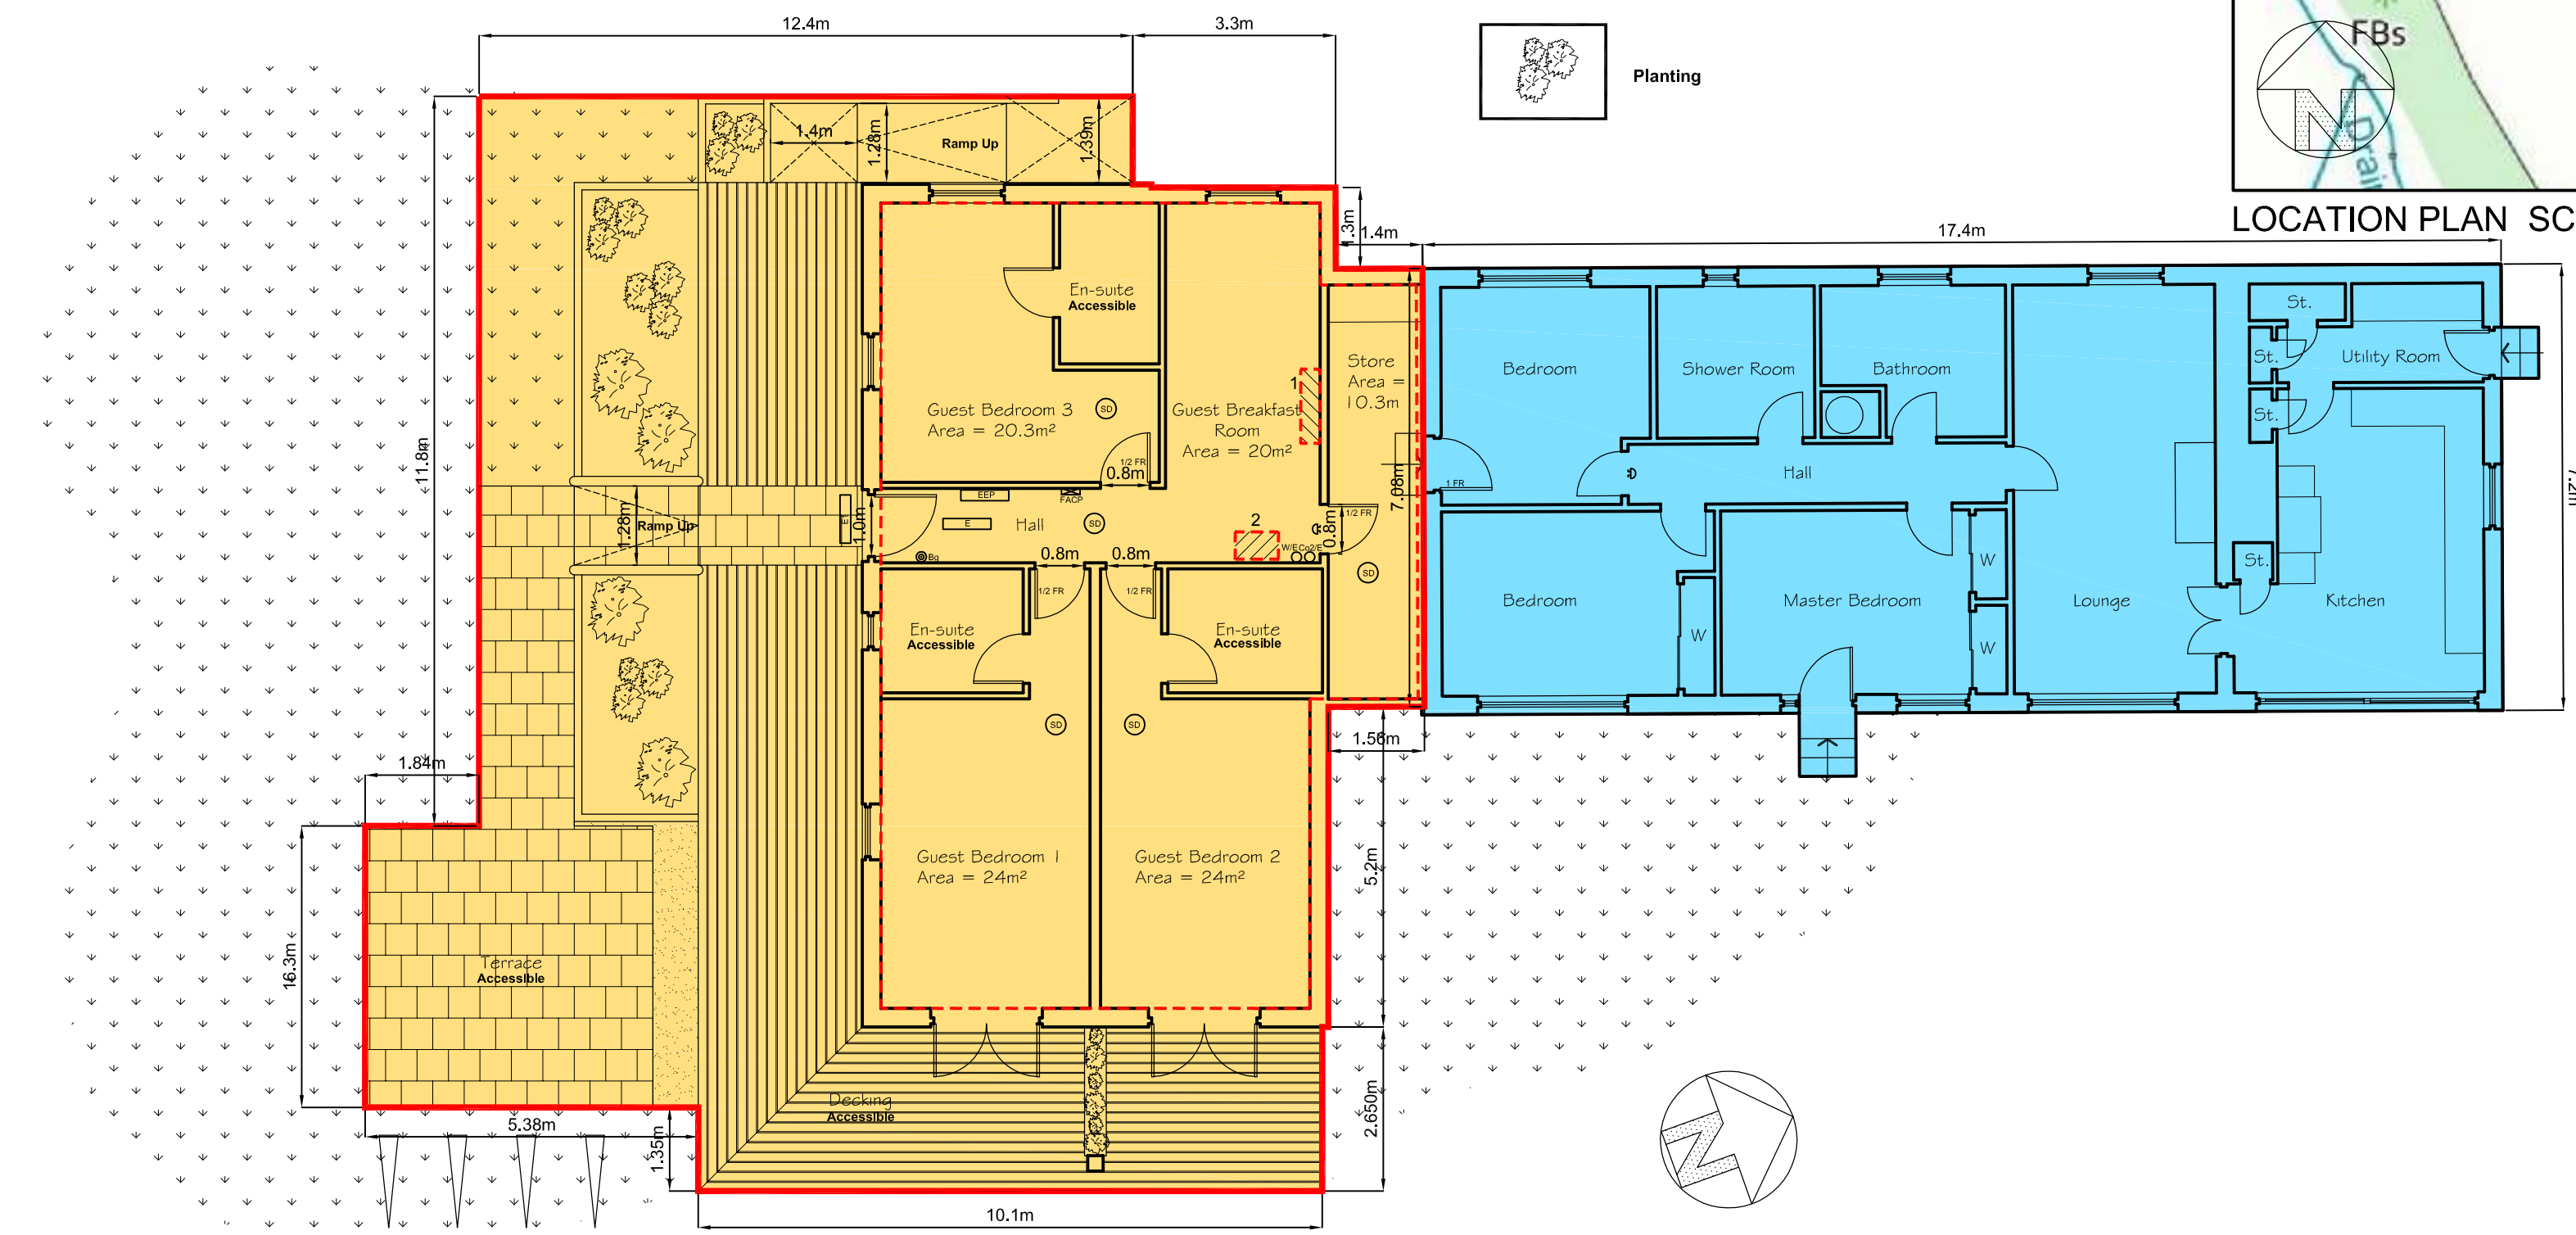 12.4m
3.3m
Planting
FBs
N
Drai
LOCATION PLAN SC
1.4m
1.28m
Ramp Up
1.39m
1.3m
1.4m
17.4m
11.8m
En-suite
Accessible
Guest Bedroom 3
Area = 20.3m²
SD
1/2 FR
0.8m
Guest Breakfast
Room
Area = 20m²
1
Store
Area =
10.3m
7.08m
Bedroom
Shower Room
Bathroom
St.
St.
St.
Utility Room
7.2m
1 FR
Hall
1.28m
Ramp Up
E1
1.0m
EEP
FACP
E
Hall
SD
Bg
2
W/E
Co2/E
0.8m
1/2 FR
SD
0.8m
0.8m
1/2 FR
1/2 FR
En-suite
Accessible
En-suite
Accessible
Bedroom
W
Master Bedroom
W
W
Lounge
St.
Kitchen
SD
SD
1.84m
1.56m
5.2m
Guest Bedroom 1
Area = 24m²
Guest Bedroom 2
Area = 24m²
16.3m
Terrace
Accessible
Decking
Accessible
5.38m
1.35m
2.650m
10.1m
N